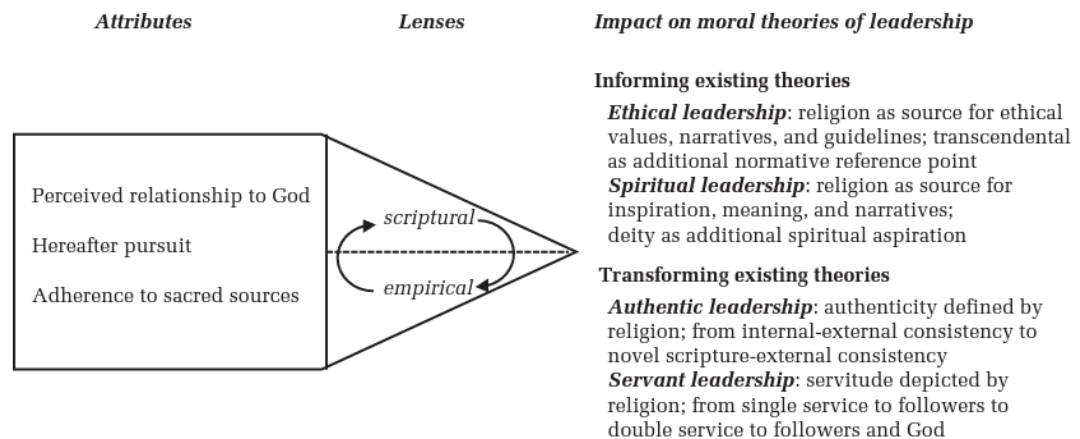 Attributes
Lenses
Impact on moral theories of leadership
Perceived relationship to God
Hereafter pursuit
Adherence to sacred sources
scriptural
empirical
Informing existing theories
Ethical leadership: religion as source for ethical
values, narratives, and guidelines; transcendental
as additional normative reference point
Spiritual leadership: religion as source for
inspiration, meaning, and narratives;
deity as additional spiritual aspiration
Transforming existing theories
Authentic leadership: authenticity defined by
religion; from internal-external consistency to
novel scripture-external consistency
Servant leadership: servitude depicted by
religion; from single service to followers to
double service to followers and God